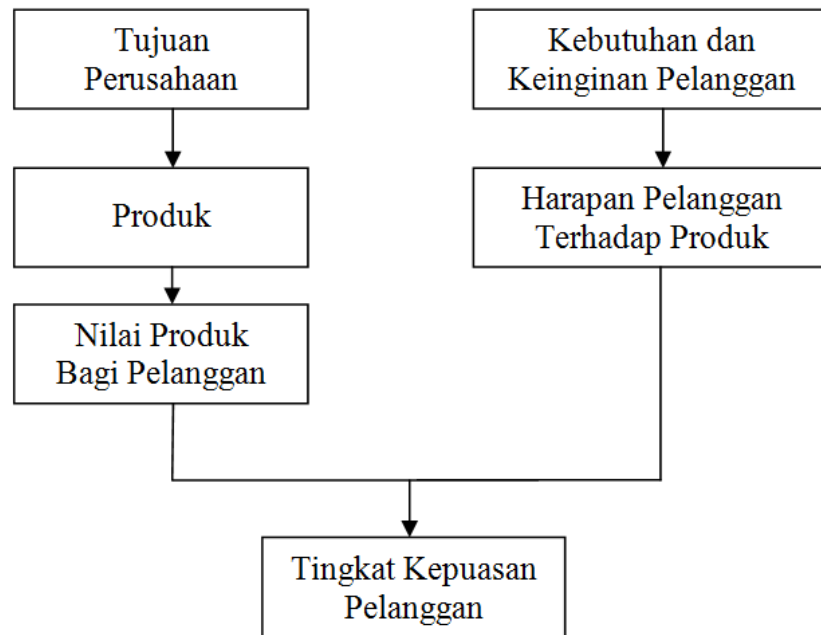 Tujuan
Perusahaan
Kebutuhan dan
Keinginan Pelanggan
Produk
Harapan Pelanggan
Terhadap Produk
Nilai Produk
Bagi Pelanggan
Tingkat Kepuasan
Pelanggan